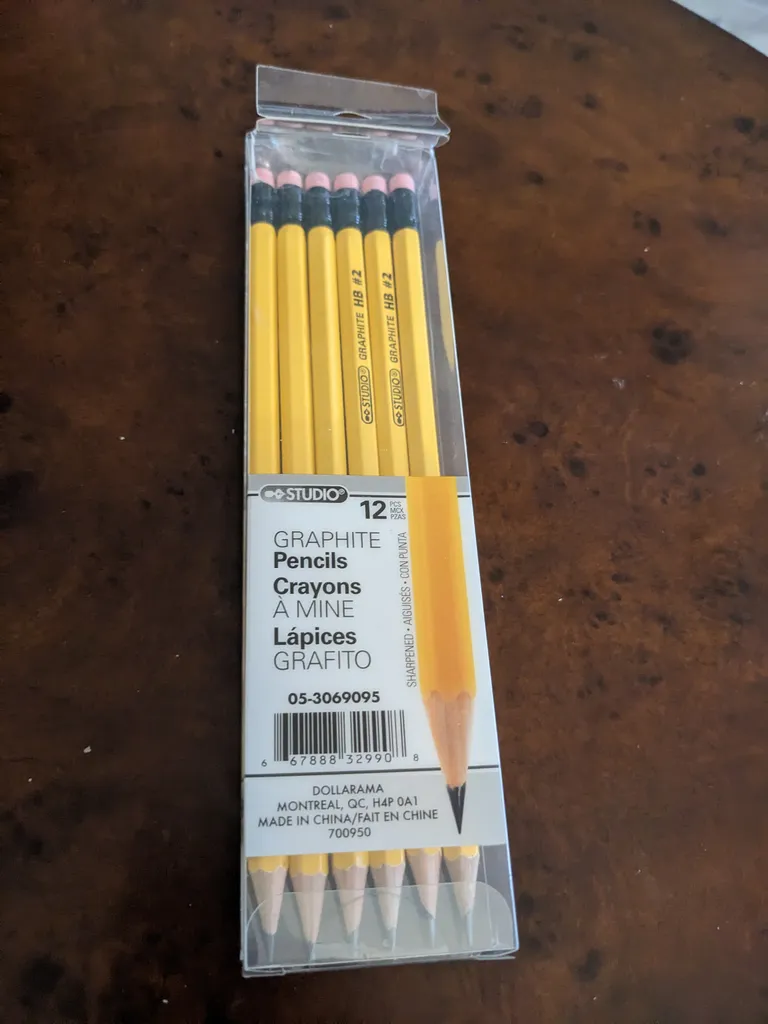 STUDIO® GRAPHITE HB #2
STUDIO® GRAPHITE HB #2
STUDIO®
12 PCS
MCX
PZAS
GRAPHITE
Pencils
Crayons
À MINE
Lápices
GRAFITO
SHARPENED • AIGUISÉS • CON PUNTA
05-3069095
6 67888 32990 8
DOLLARAMA
MONTREAL, QC, H4P 0A1
MADE IN CHINA/FAIT EN CHINE
700950